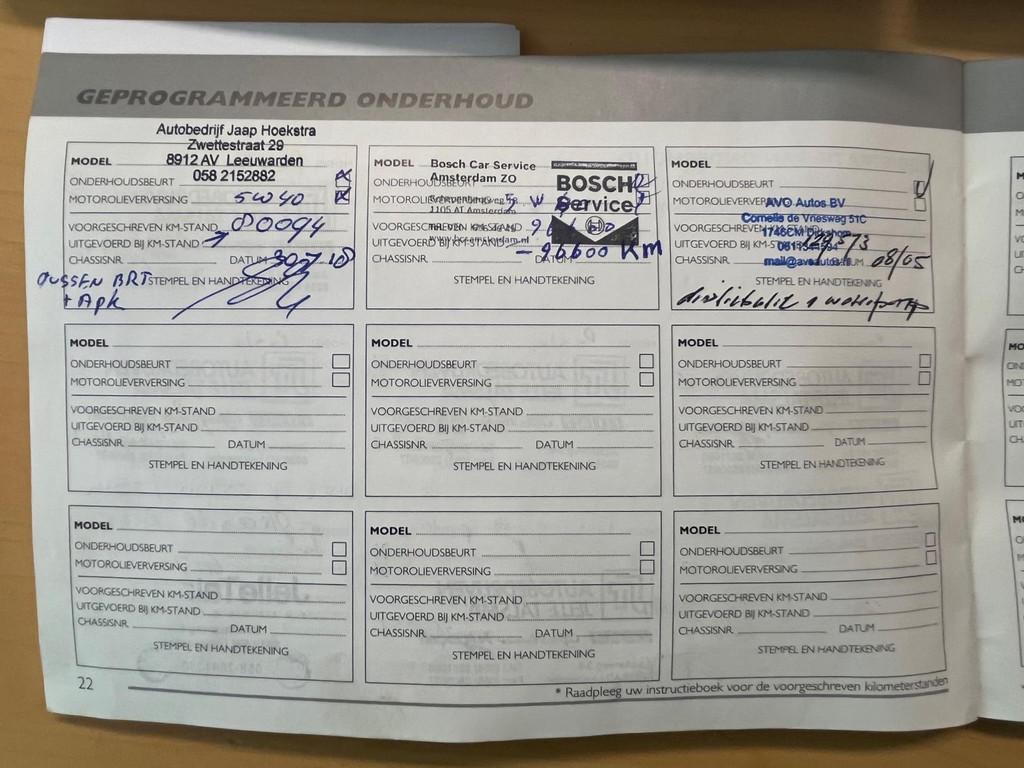 GEPROGRAMMEERD ONDERHOUD
Autobedrijf Jaap Hoekstra
Zwettestraat 29
8912 AV Leeuwarden
058 2152882
MODEL
ONDERHOUDSBEURT
MOTOROLIEVERVERSING 5W40
VOORGESCHREVEN KM-STAND 80094
UITGEVOERD BIJ KM-STAND
CHASSISNR. DATUM
TUSSEN BRT STEMPEL EN HANDTEKENING
+ Apk
MODEL
Bosch Car Service
Amsterdam ZO
BOSCH
Service
ONDERHOUDSBEURT
1105 AT Amsterdam
VOORGESCHREVEN KM-STAND
UITGEVOERD BIJ KM-STAND
96600 KM
CHASSISNR.
STEMPEL EN HANDTEKENING
MODEL
ONDERHOUDSBEURT
AVO Autos BV
Cornelis de Vriesweg 51C
UITGEVOERD BIJ KM-STAND
CHASSISNR. 08/05
STEMPEL EN HANDTEKENING
MODEL
ONDERHOUDSBEURT
MOTOROLIEVERVERSING
VOORGESCHREVEN KM-STAND
UITGEVOERD BIJ KM-STAND
CHASSISNR. DATUM
STEMPEL EN HANDTEKENING
MODEL
ONDERHOUDSBEURT
MOTOROLIEVERVERSING
VOORGESCHREVEN KM-STAND
UITGEVOERD BIJ KM-STAND
CHASSISNR. DATUM
STEMPEL EN HANDTEKENING
MODEL
ONDERHOUDSBEURT
MOTOROLIEVERVERSING
VOORGESCHREVEN KM-STAND
UITGEVOERD BIJ KM-STAND
CHASSISNR. DATUM
STEMPEL EN HANDTEKENING
MODEL
ONDERHOUDSBEURT
MOTOROLIEVERVERSING
VOORGESCHREVEN KM-STAND
UITGEVOERD BIJ KM-STAND
CHASSISNR. DATUM
STEMPEL EN HANDTEKENING
MODEL
ONDERHOUDSBEURT
MOTOROLIEVERVERSING
VOORGESCHREVEN KM-STAND
UITGEVOERD BIJ KM-STAND
CHASSISNR. DATUM
STEMPEL EN HANDTEKENING
MODEL
ONDERHOUDSBEURT
MOTOROLIEVERVERSING
VOORGESCHREVEN KM-STAND
UITGEVOERD BIJ KM-STAND
CHASSISNR. DATUM
STEMPEL EN HANDTEKENING
22
* Raadpleeg uw instructieboek voor de voorgeschreven kilometerstanden